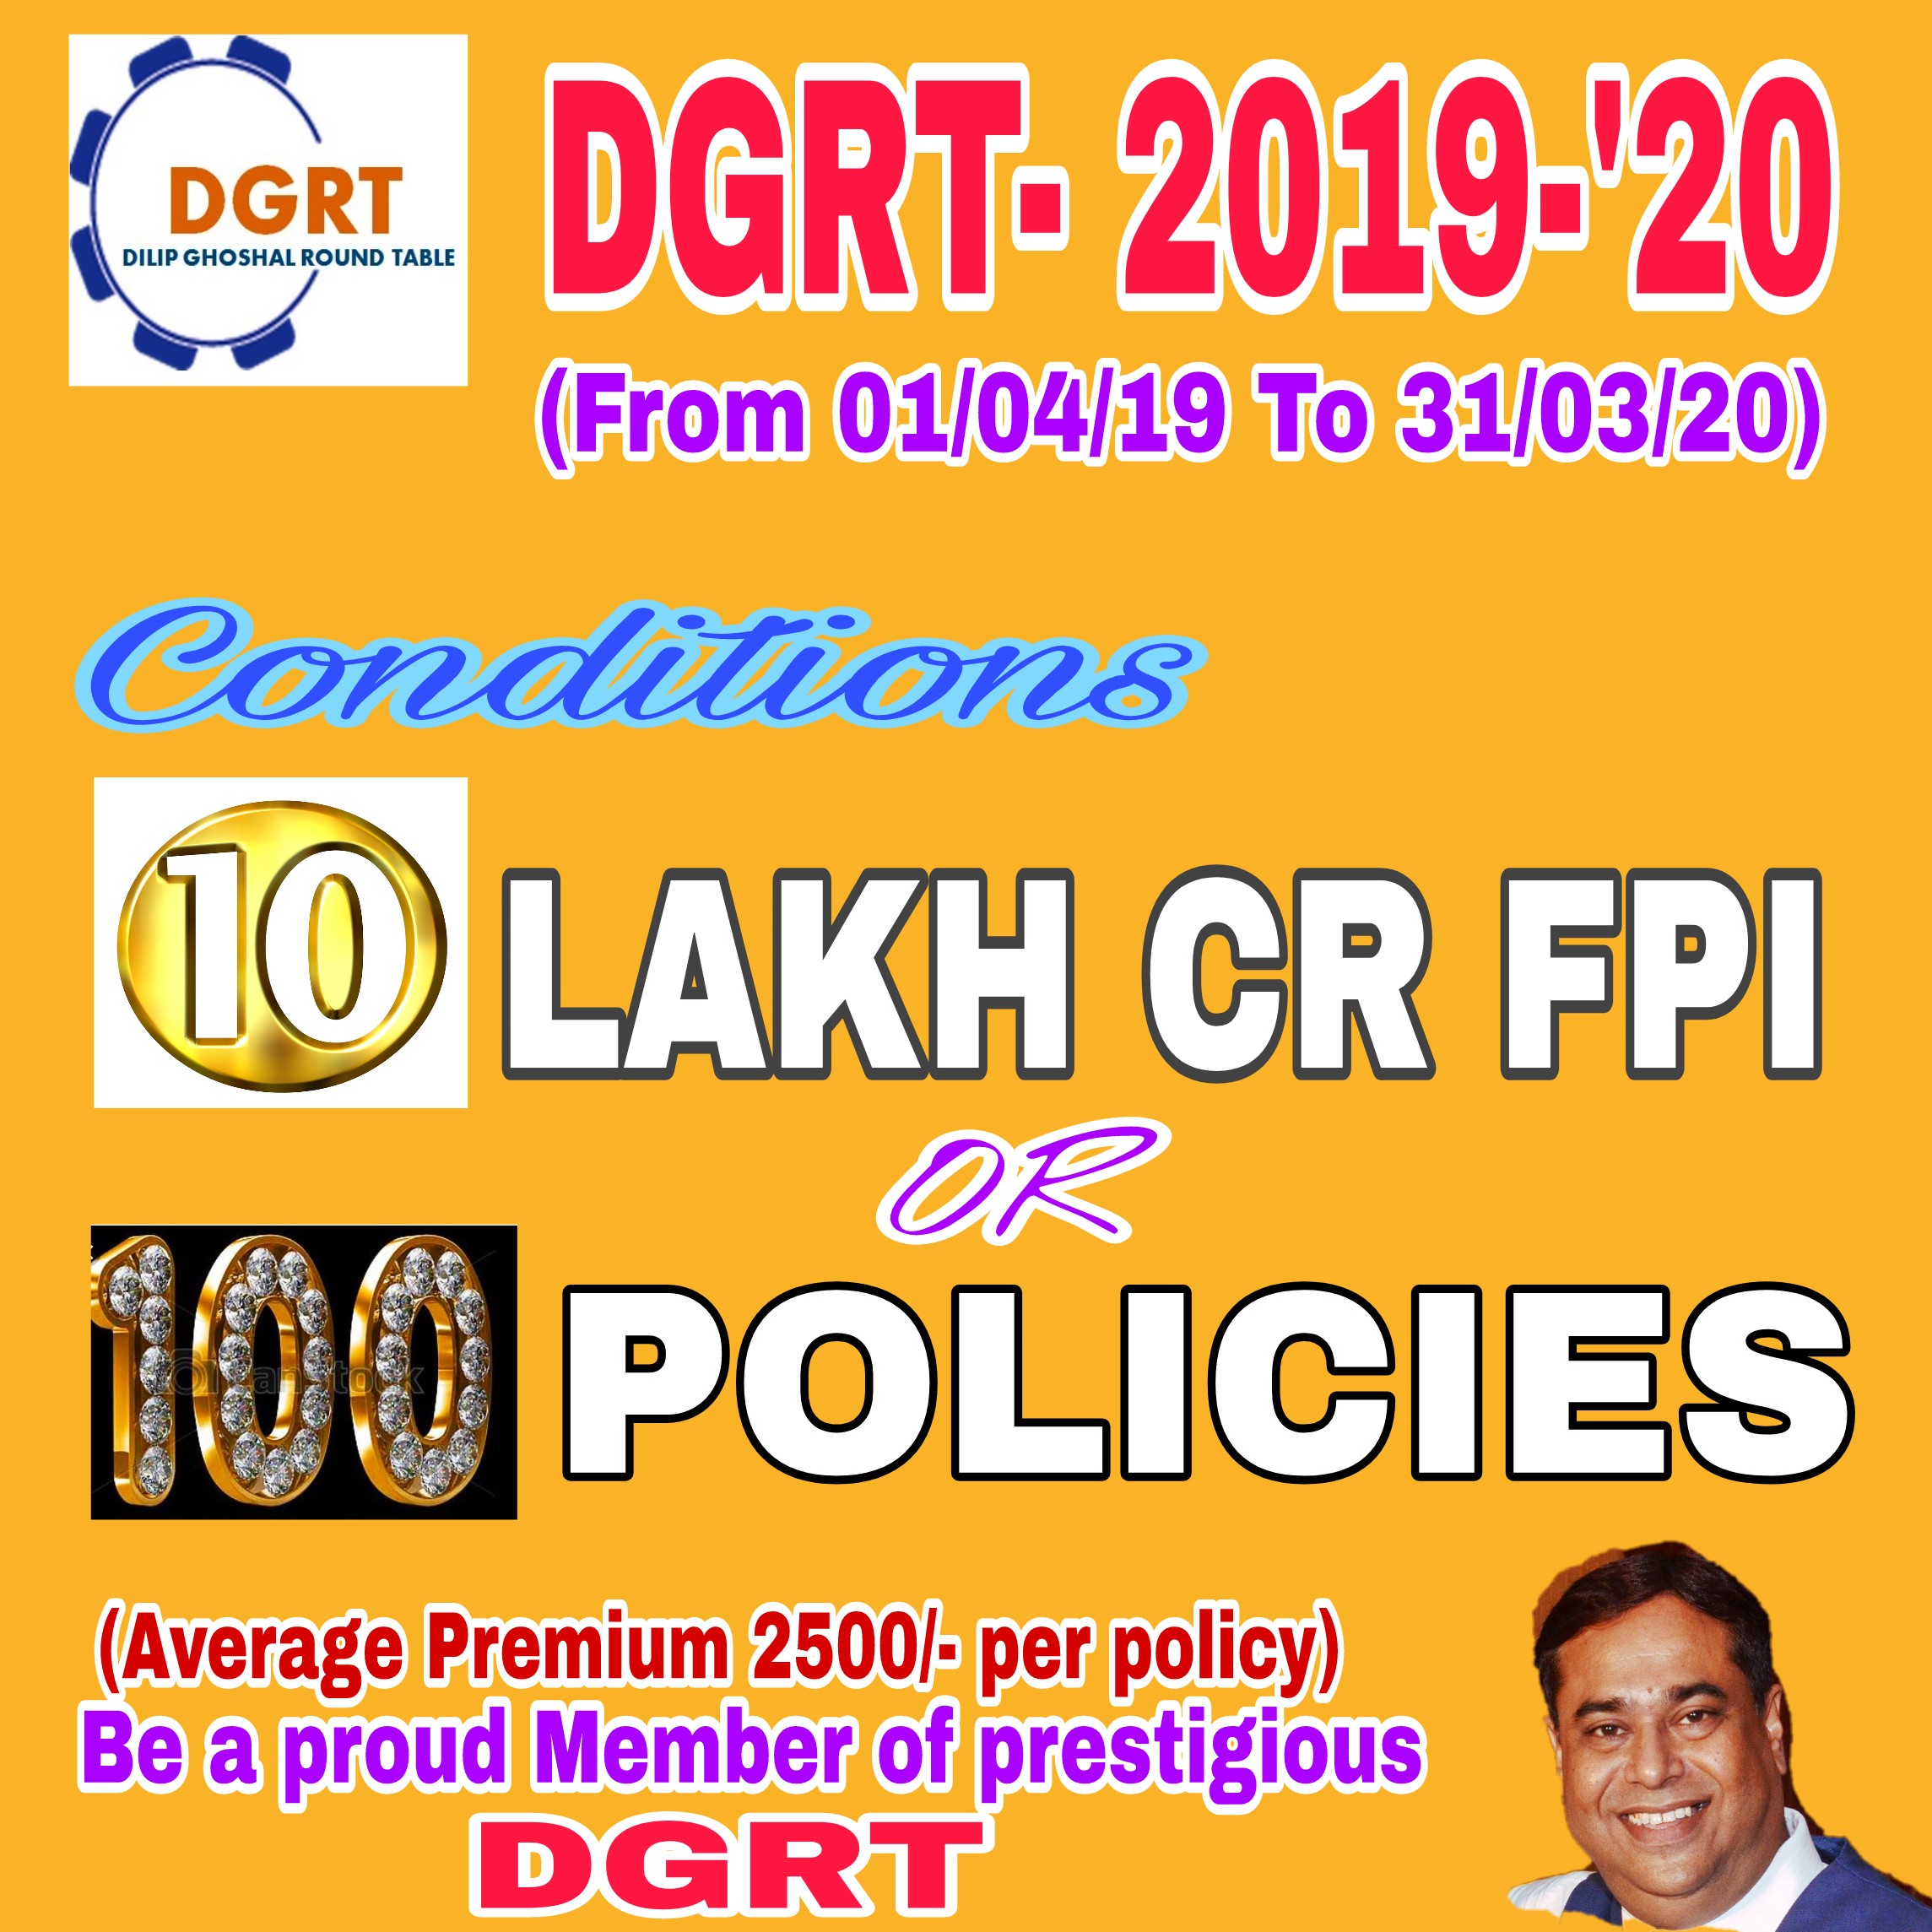 DGRT
DILIP GHOSHAL ROUND TABLE
DGRT- 2019-'20
(From 01/04/19 To 31/03/20)
Conditions
10 LAKH CR FPI
OR
100 POLICIES
(Average Premium 2500/- per policy)
Be a proud Member of prestigious
DGRT